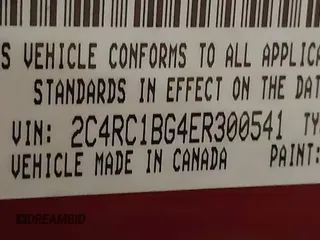 S VEHICLE CONFORMS TO ALL APPLICA
STANDARDS IN EFFECT ON THE DAT
VIN: 2C4RC1BG4ER300541 TY
VEHICLE MADE IN CANADA PAINT:
DREAMBID